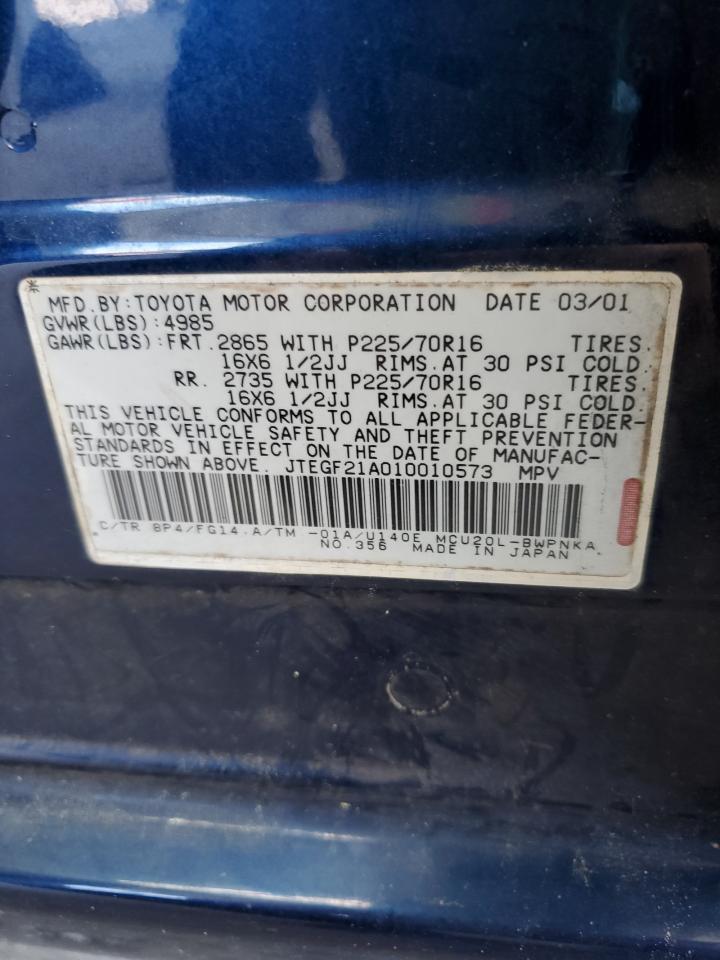 *
MFD.BY:TOYOTA MOTOR CORPORATION DATE 03/01
GVWR(LBS):4985
GAWR(LBS):FRT.2865 WITH P225/70R16 TIRES.
16X6 1/2JJ RIMS.AT 30 PSI COLD.
RR. 2735 WITH P225/70R16 TIRES.
16X6 1/2JJ RIMS.AT 30 PSI COLD.
THIS VEHICLE CONFORMS TO ALL APPLICABLE FEDER-
AL MOTOR VEHICLE SAFETY AND THEFT PREVENTION
STANDARDS IN EFFECT ON THE DATE OF MANUFAC-
TURE SHOWN ABOVE. JTEGF21A010010573 MPV
C/TR 8P4/FG14.A/TM -01A/U140E MCU20L-BWPNKA
NO.356 MADE IN JAPAN